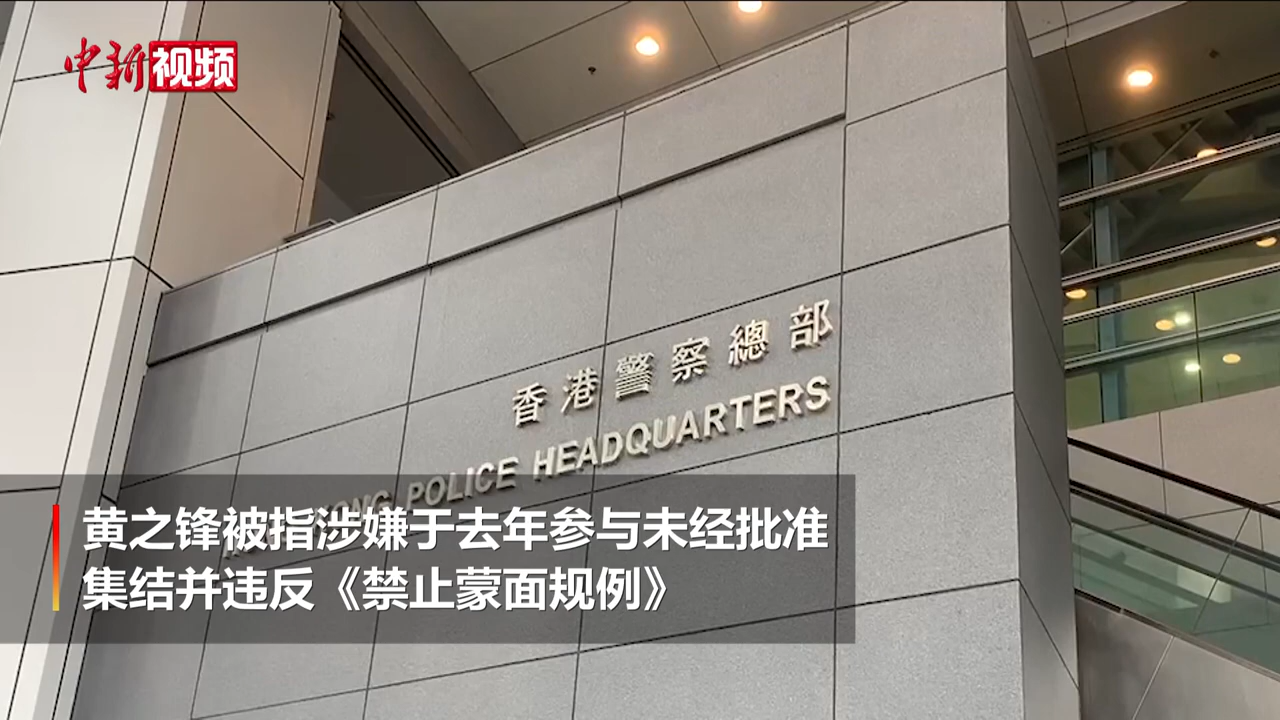 中新视频
香港警察總部
HONG KONG POLICE HEADQUARTERS
黄之锋被指涉嫌于去年参与未经批准
集结并违反《禁止蒙面规例》